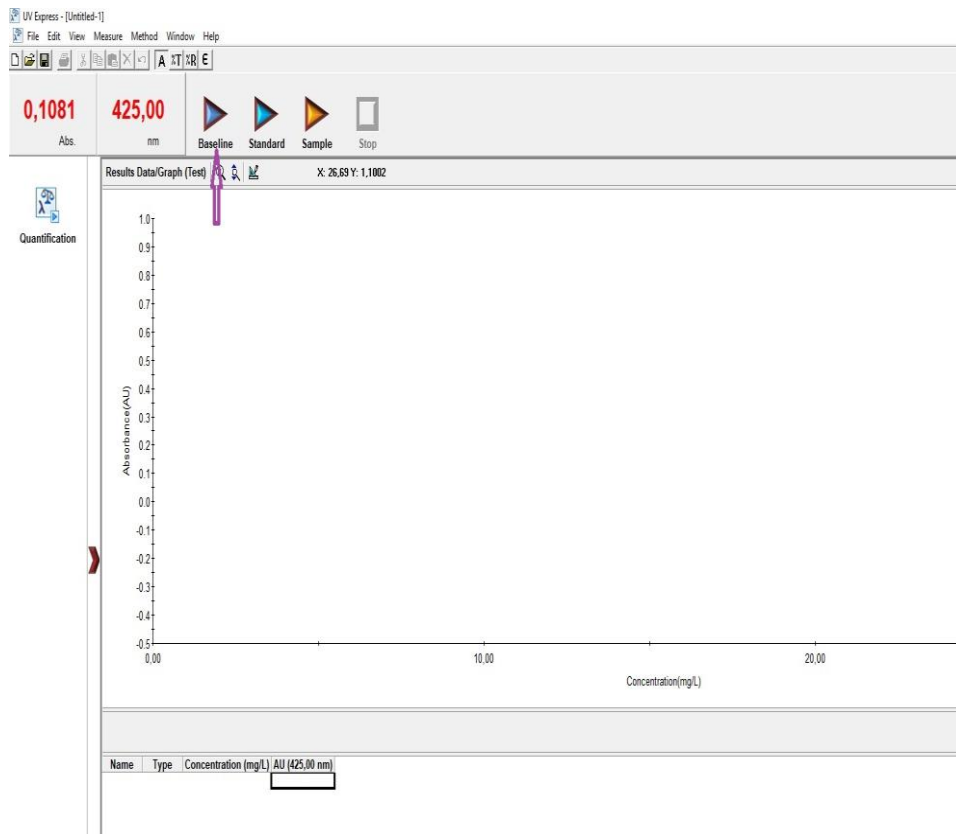 UV Express - [Untitled-1]
File Edit View Measure Method Window Help
A %T %R E
0,1081 425,00
Abs. nm Baseline Standard Sample Stop
Results Data/Graph (Test) X: 26,69 Y: 1,1002
Quantification
1.0
0.9
0.8
0.7
0.6
0.5
0.4
0.3
0.2
0.1
0.0
-0.1
-0.2
-0.3
-0.4
-0.5
Absorbance(AU)
0,00 10,00 20,00
Concentration(mg/L)
Name Type Concentration (mg/L) AU (425,00 nm)